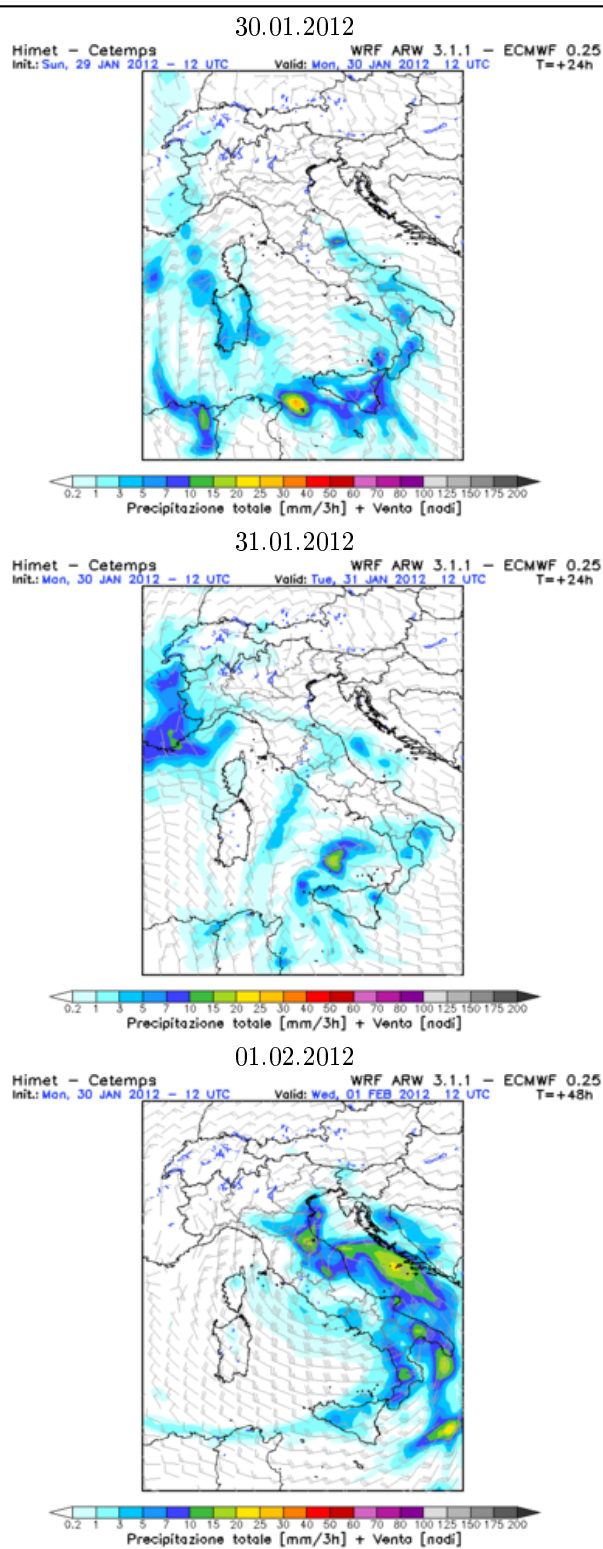 30.01.2012
Himet - Cetemps WRF ARW 3.1.1 - ECMWF 0.25
Init.: Sun, 29 JAN 2012 - 12 UTC Valid: Mon, 30 JAN 2012 12 UTC T=+24h
0.2 1 3 5 7 10 15 20 25 30 40 50 60 70 80 100 125 150 175 200
Precipitazione totale [mm/3h] + Vento [nodi]
31.01.2012
Himet - Cetemps WRF ARW 3.1.1 - ECMWF 0.25
Init.: Mon, 30 JAN 2012 - 12 UTC Valid: Tue, 31 JAN 2012 12 UTC T=+24h
0.2 1 3 5 7 10 15 20 25 30 40 50 60 70 80 100 125 150 175 200
Precipitazione totale [mm/3h] + Vento [nodi]
01.02.2012
Himet - Cetemps WRF ARW 3.1.1 - ECMWF 0.25
Init.: Mon, 30 JAN 2012 - 12 UTC Valid: Wed, 01 FEB 2012 12 UTC T=+48h
0.2 1 3 5 7 10 15 20 25 30 40 50 60 70 80 100 125 150 175 200
Precipitazione totale [mm/3h] + Vento [nodi]